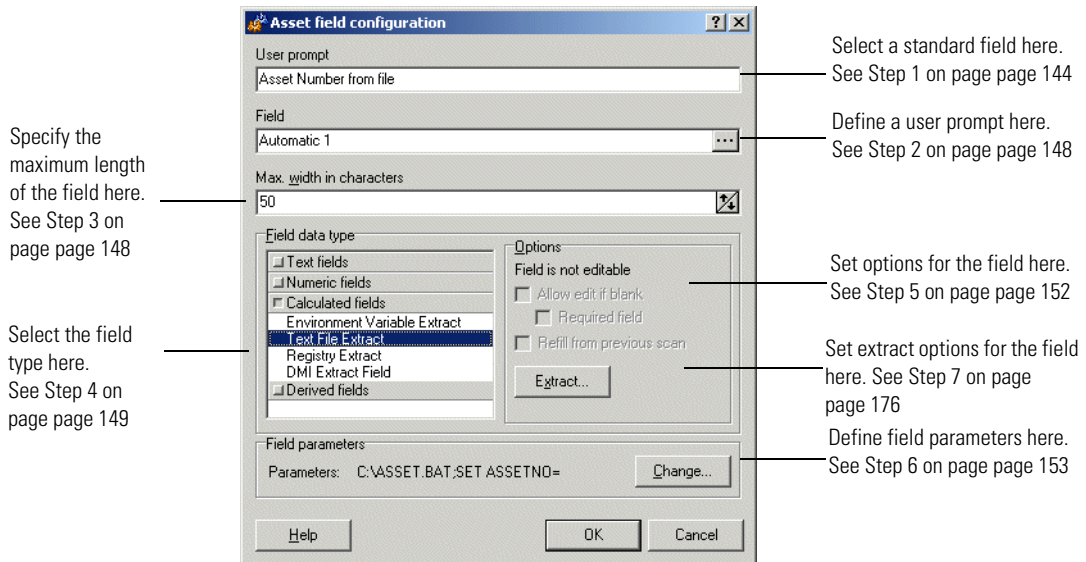 Asset field configuration
User prompt
Asset Number from file
Select a standard field here.
See Step 1 on page page 144
Field
Automatic 1
...
Define a user prompt here.
See Step 2 on page page 148
Specify the
maximum length
of the field here.
See Step 3 on
page page 148
Max. width in characters
50
Field data type
Text fields
Numeric fields
Calculated fields
Environment Variable Extract
Text File Extract
Registry Extract
DMI Extract Field
Derived fields
Select the field
type here.
See Step 4 on
page page 149
Options
Field is not editable
Allow edit if blank
Required field
Refill from previous scan
Extract...
Set options for the field here.
See Step 5 on page page 152
Set extract options for the field
here. See Step 7 on page
page 176
Field parameters
Parameters: C:\ASSET.BAT;SET ASSETNO=
Change...
Define field parameters here.
See Step 6 on page page 153
Help
OK
Cancel